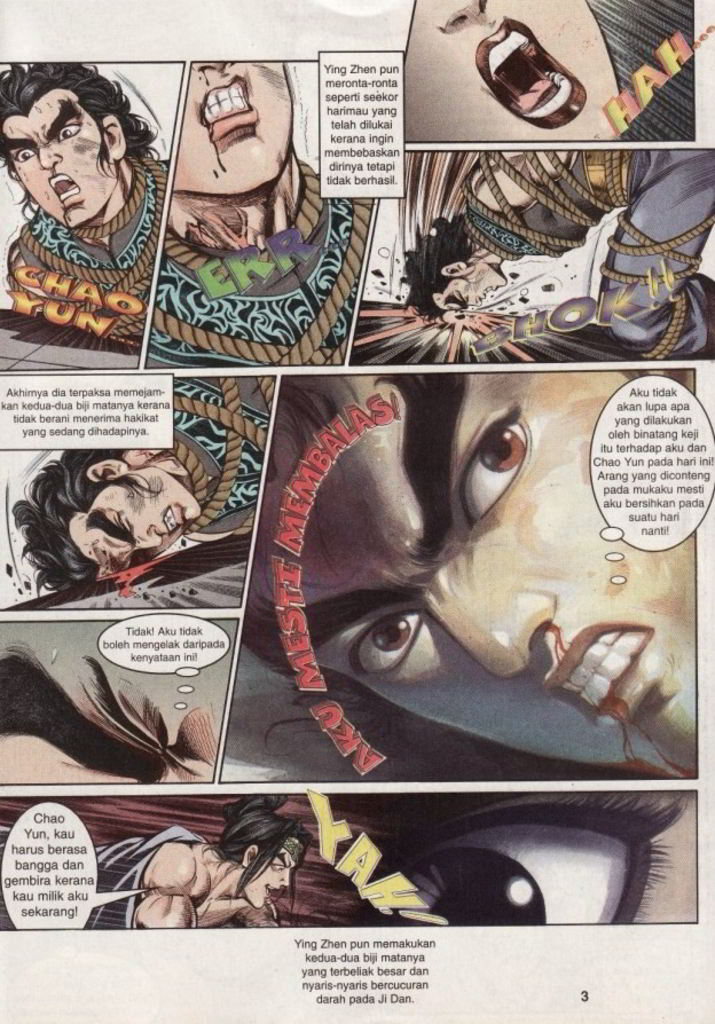 CHAO
YUN...
ERR...
Ying Zhen pun
meronta-ronta
seperti seekor
harimau yang
telah dilukai
kerana ingin
membebaskan
dirinya tetapi
tidak berhasil.
HAH...
CHOK!!
Akhirnya dia terpaksa memejam-
kan kedua-dua biji matanya kerana
tidak berani menerima hakikat
yang sedang dihadapinya.
Tidak! Aku tidak
boleh mengelak daripada
kenyataan ini!
AKU MESTI MEMBALAS!
Aku tidak
akan lupa apa
yang dilakukan
oleh binatang keji
itu terhadap aku dan
Chao Yun pada hari ini!
Arang yang diconteng
pada mukaku mesti
aku bersihkan pada
suatu hari
nanti!
Chao
Yun, kau
harus berasa
bangga dan
gembira kerana
kau milik aku
sekarang!
YAK!
Ying Zhen pun memakukan
kedua-dua biji matanya
yang terbeliak besar dan
nyaris-nyaris bercucuran
darah pada Ji Dan.
3